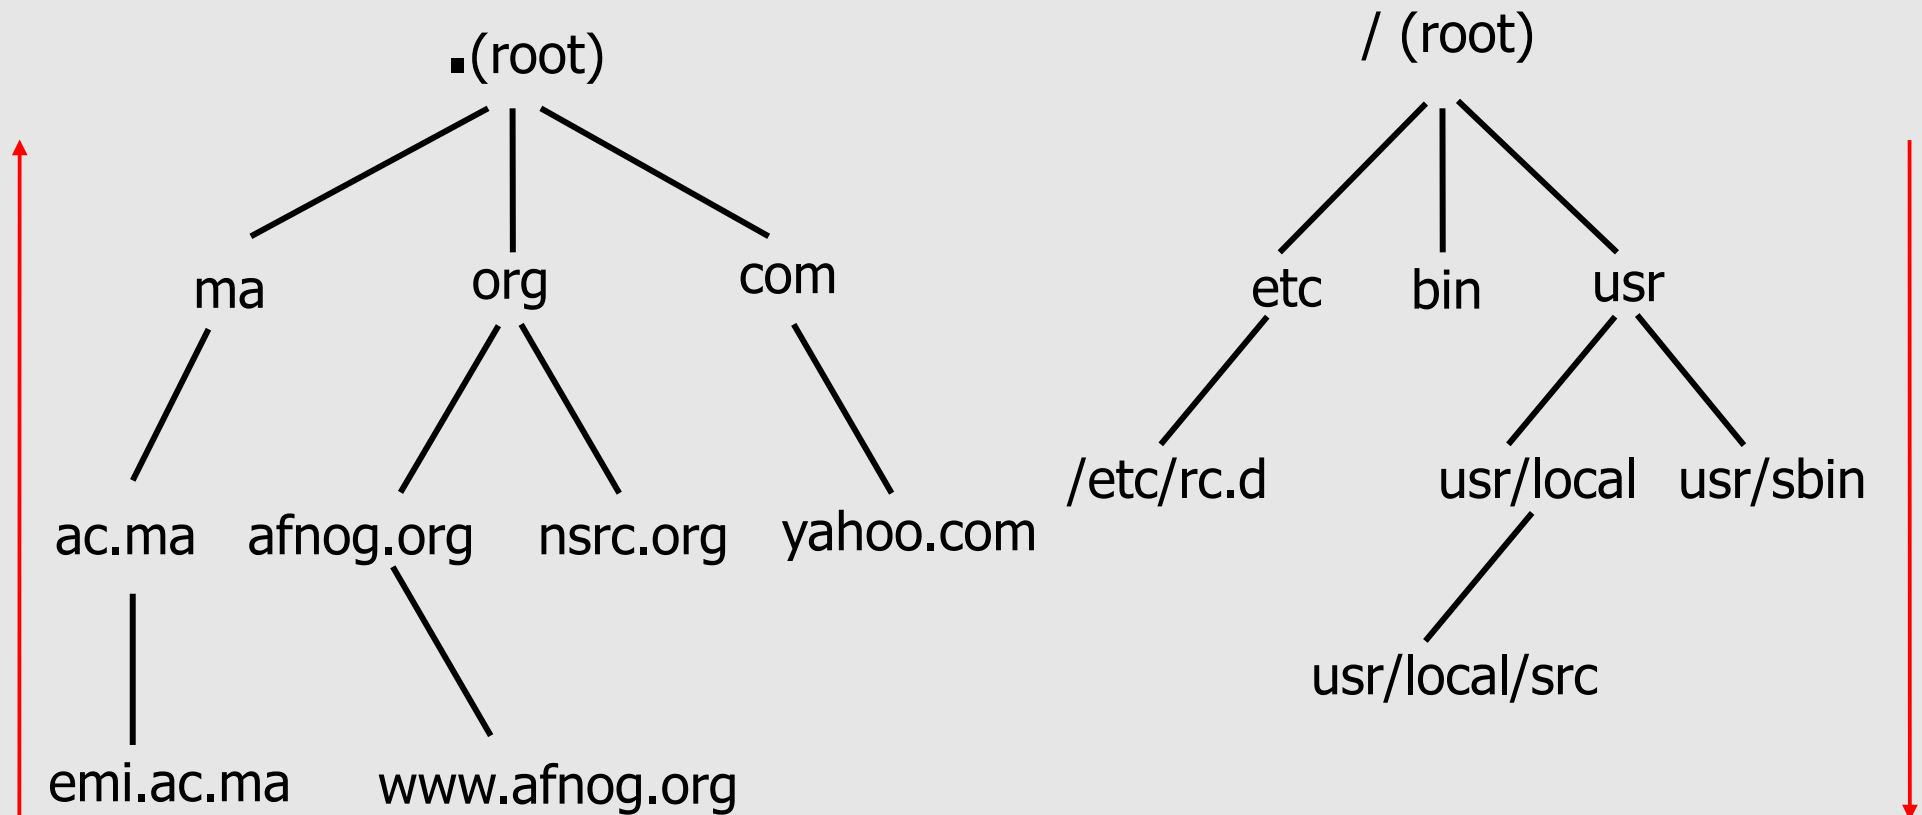 .(root)
ma
org
com
ac.ma
afnog.org
nsrc.org
yahoo.com
emi.ac.ma
www.afnog.org
/ (root)
etc
bin
usr
/etc/rc.d
usr/local
usr/sbin
usr/local/src